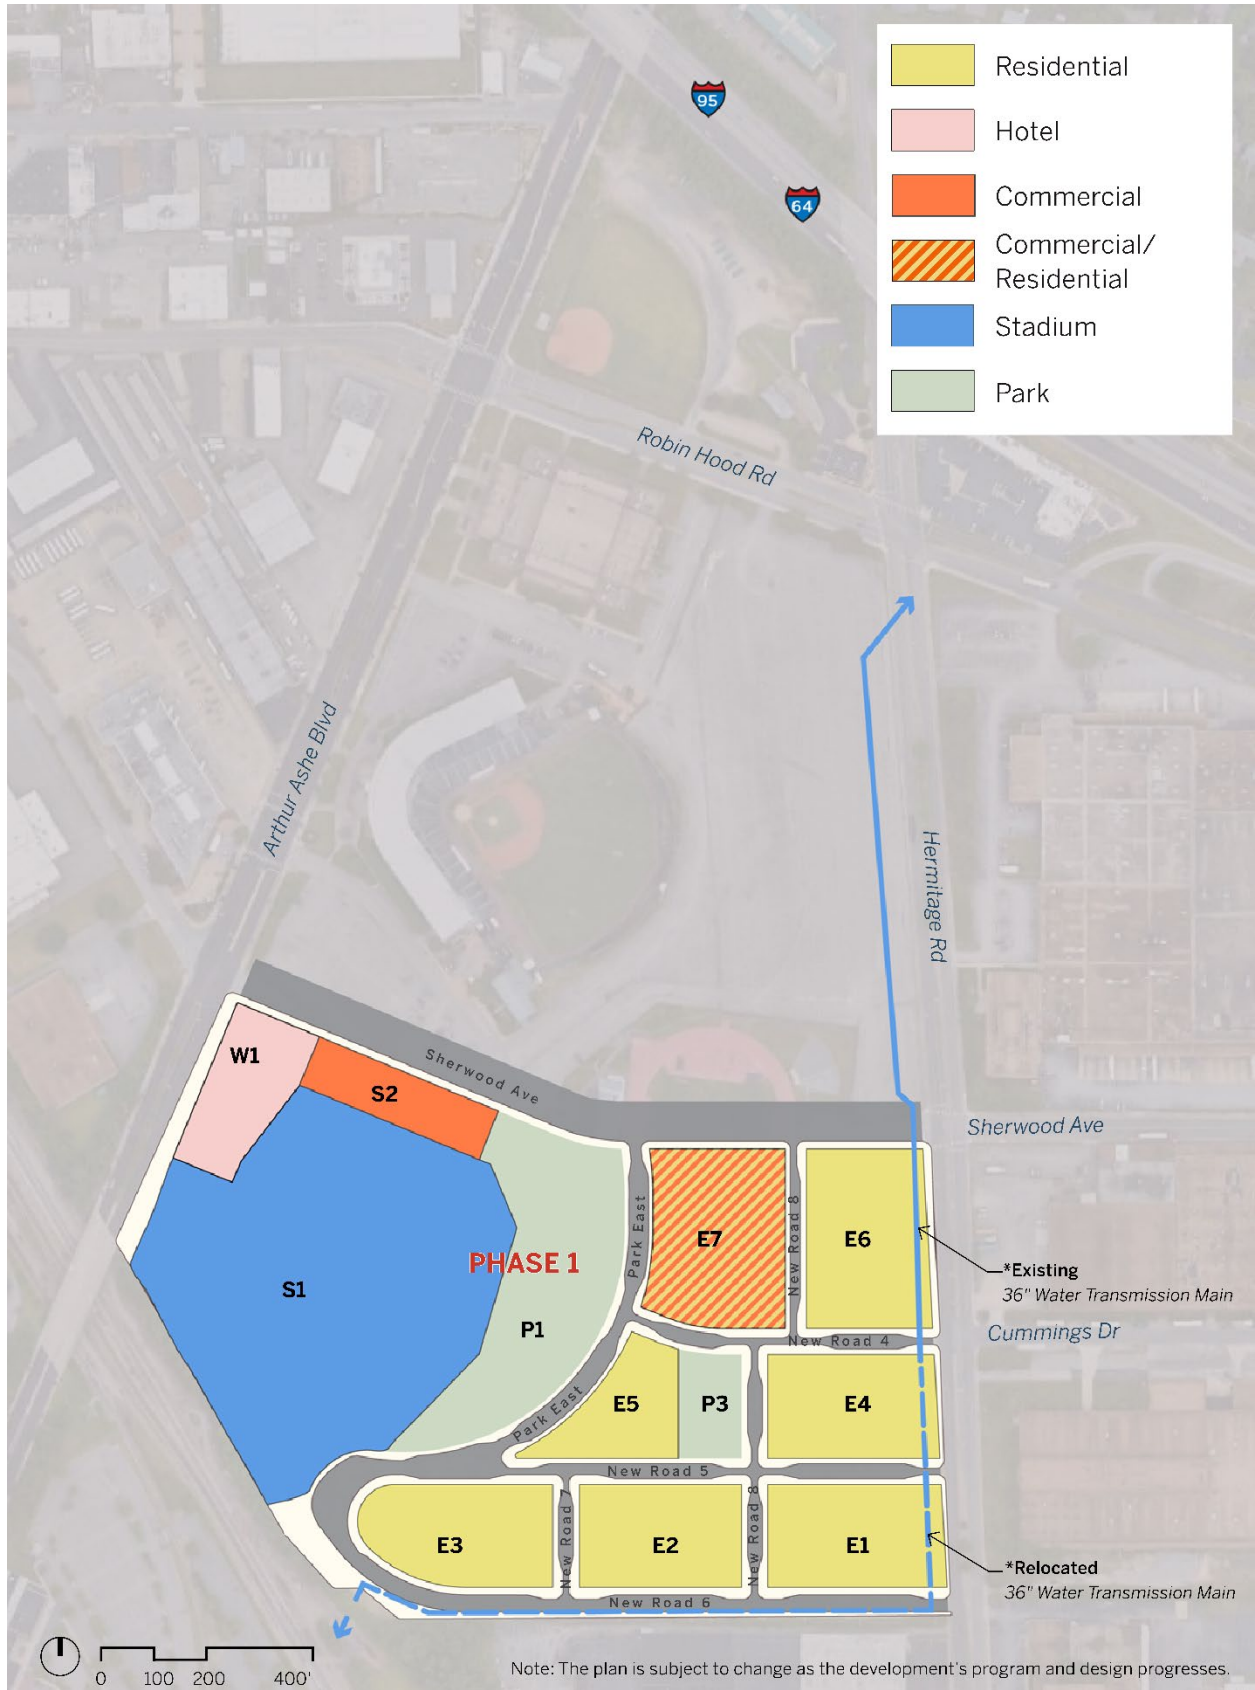 95
64
Residential
Hotel
Commercial
Commercial/
Residential
Stadium
Park
Robin Hood Rd
Arthur Ashe Blvd
Hermitage Rd
W1
S2
Sherwood Ave
Sherwood Ave
Park East
E7
New Road 8
E6
PHASE 1
S1
P1
*Existing
36" Water Transmission Main
Cummings Dr
New Road 4
Park East
E5
P3
E4
New Road 5
E3
New Road 7
E2
New Road 8
E1
*Relocated
36" Water Transmission Main
New Road 6
0 100 200 400'
Note: The plan is subject to change as the development's program and design progresses.